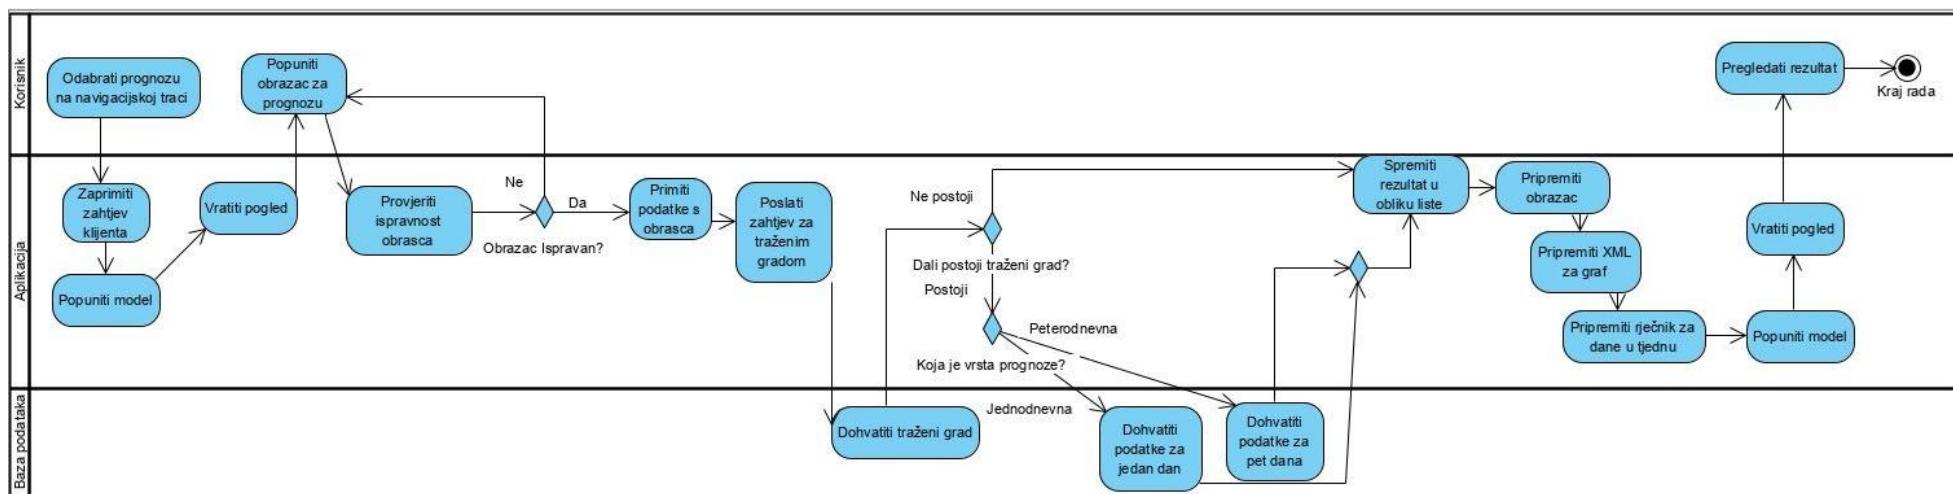 Korisnik
Odabrati prognozu
na navigacijskoj traci
Popuniti
obrazac za
prognozu
Pregledati rezultat
Kraj rada
Aplikacija
Zaprimiti
zahtjev
klijenta
Popuniti model
Vratiti pogled
Provjeriti
ispravnost
obrasca
Ne
Da
Obrazac Ispravan?
Primiti
podatke s
obrasca
Poslati
zahtjev za
traženim
gradom
Ne postoji
Dali postoji traženi grad?
Postoji
Peterodnevna
Koja je vrsta prognoze?
Jednodnevna
Spremiti
rezultat u
obliku liste
Pripremiti
obrazac
Pripremiti XML
za graf
Pripremiti rječnik za
dane u tjednu
Popuniti model
Vratiti pogled
Baza podataka
Dohvatiti traženi grad
Dohvatiti
podatke za
jedan dan
Dohvatiti
podatke za
pet dana